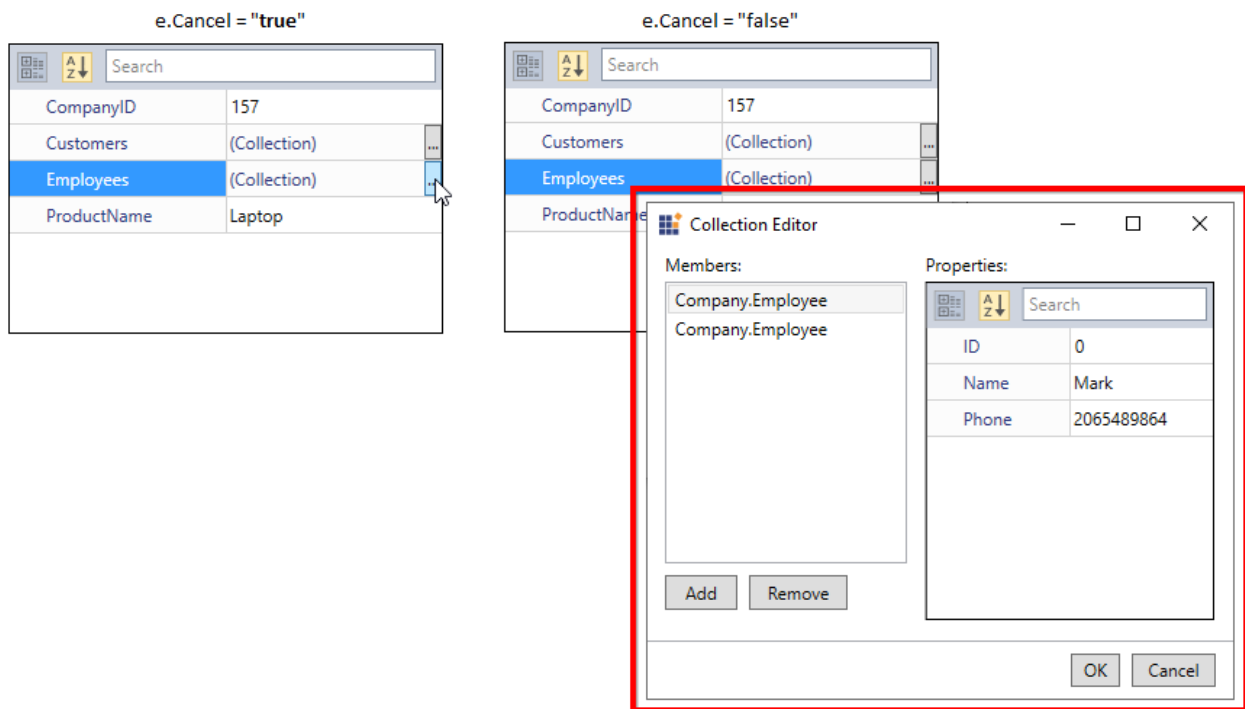 e.Cancel = "true"
Search
CompanyID 157
Customers (Collection) ...
Employees (Collection) ...
ProductName Laptop
e.Cancel = "false"
Search
CompanyID 157
Customers (Collection) ...
Employees (Collection) ...
ProductName
Collection Editor
Members:
Company.Employee
Company.Employee
Add Remove
Properties:
Search
ID 0
Name Mark
Phone 2065489864
OK Cancel